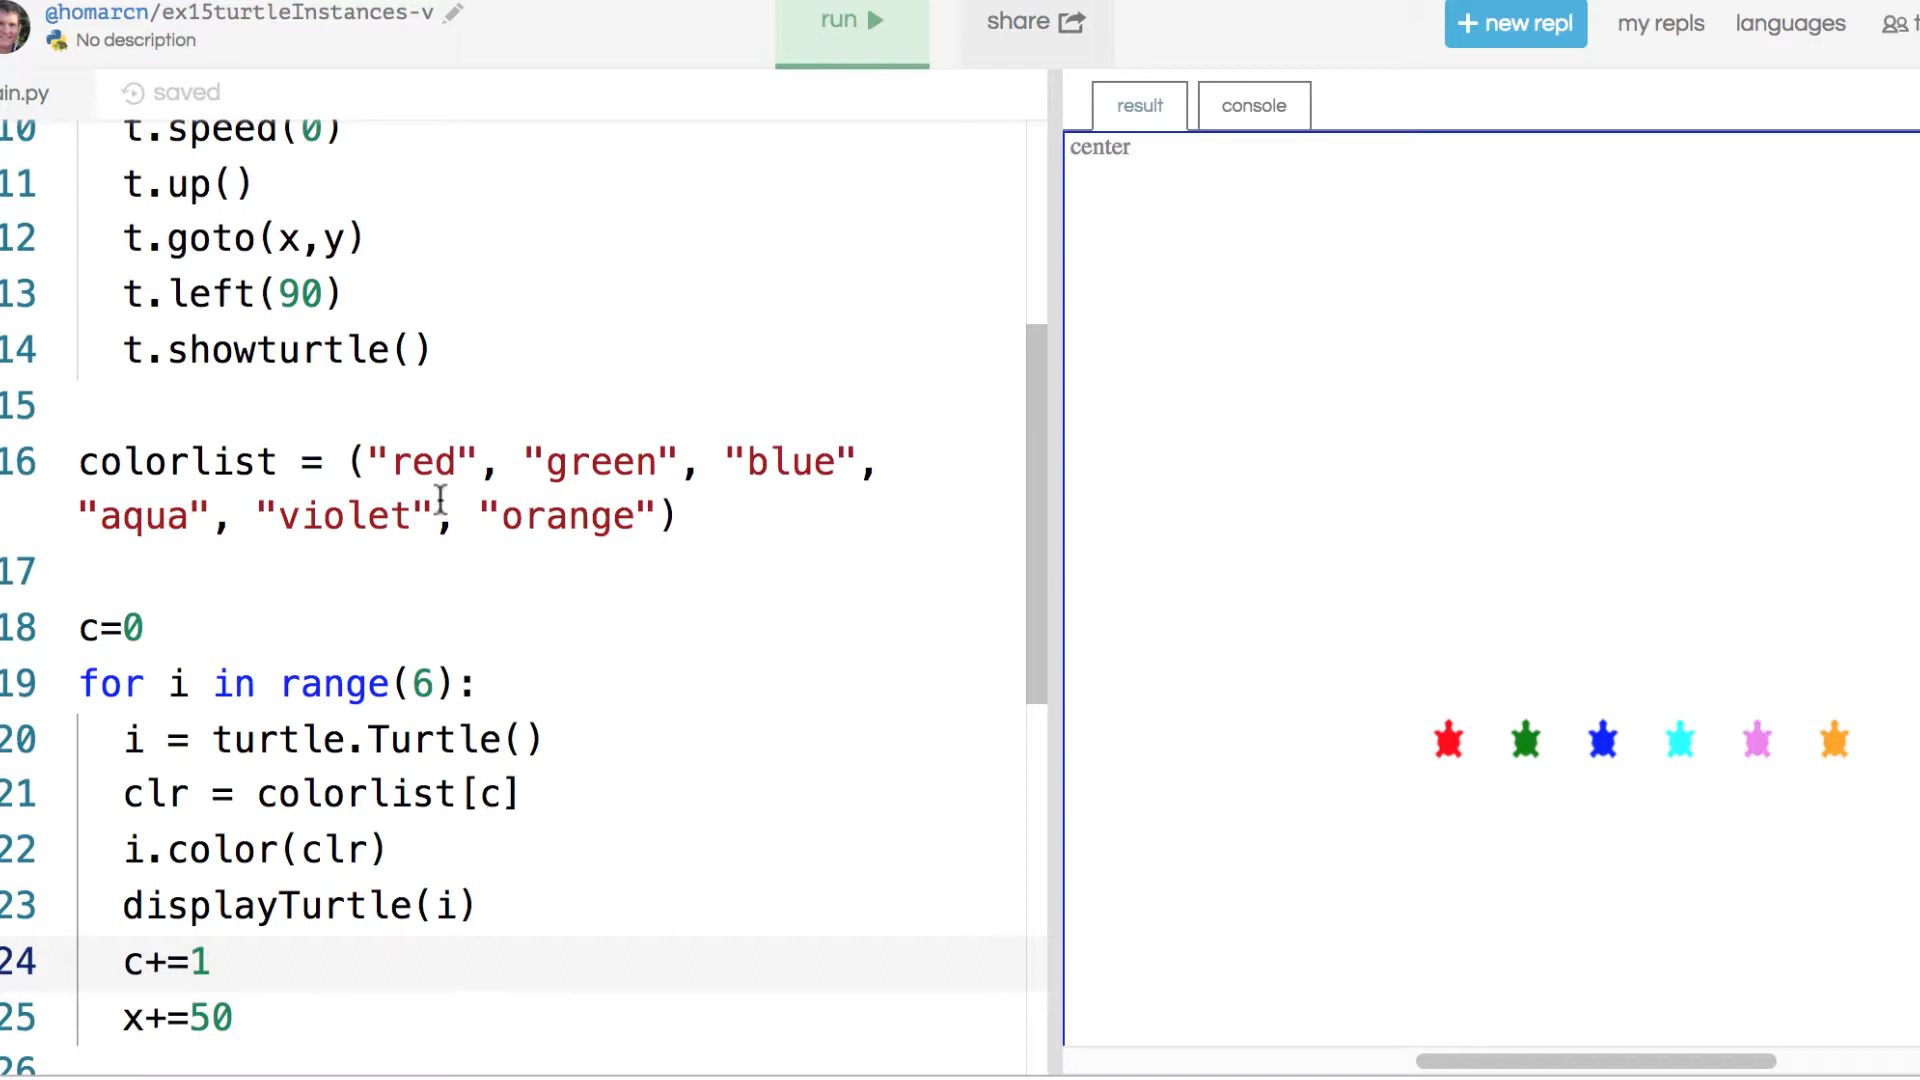 @homarcn/ex15turtleInstances-v
No description
run
share
+ new repl
my repls
languages
ain.py
saved
result
console
center
10 t.speed(0)
11 t.up()
12 t.goto(x,y)
13 t.left(90)
14 t.showturtle()
15
16 colorlist = ("red", "green", "blue",
"aqua", "violet", "orange")
17
18 c=0
19 for i in range(6):
20 i = turtle.Turtle()
21 clr = colorlist[c]
22 i.color(clr)
23 displayTurtle(i)
24 c+=1
25 x+=50
26